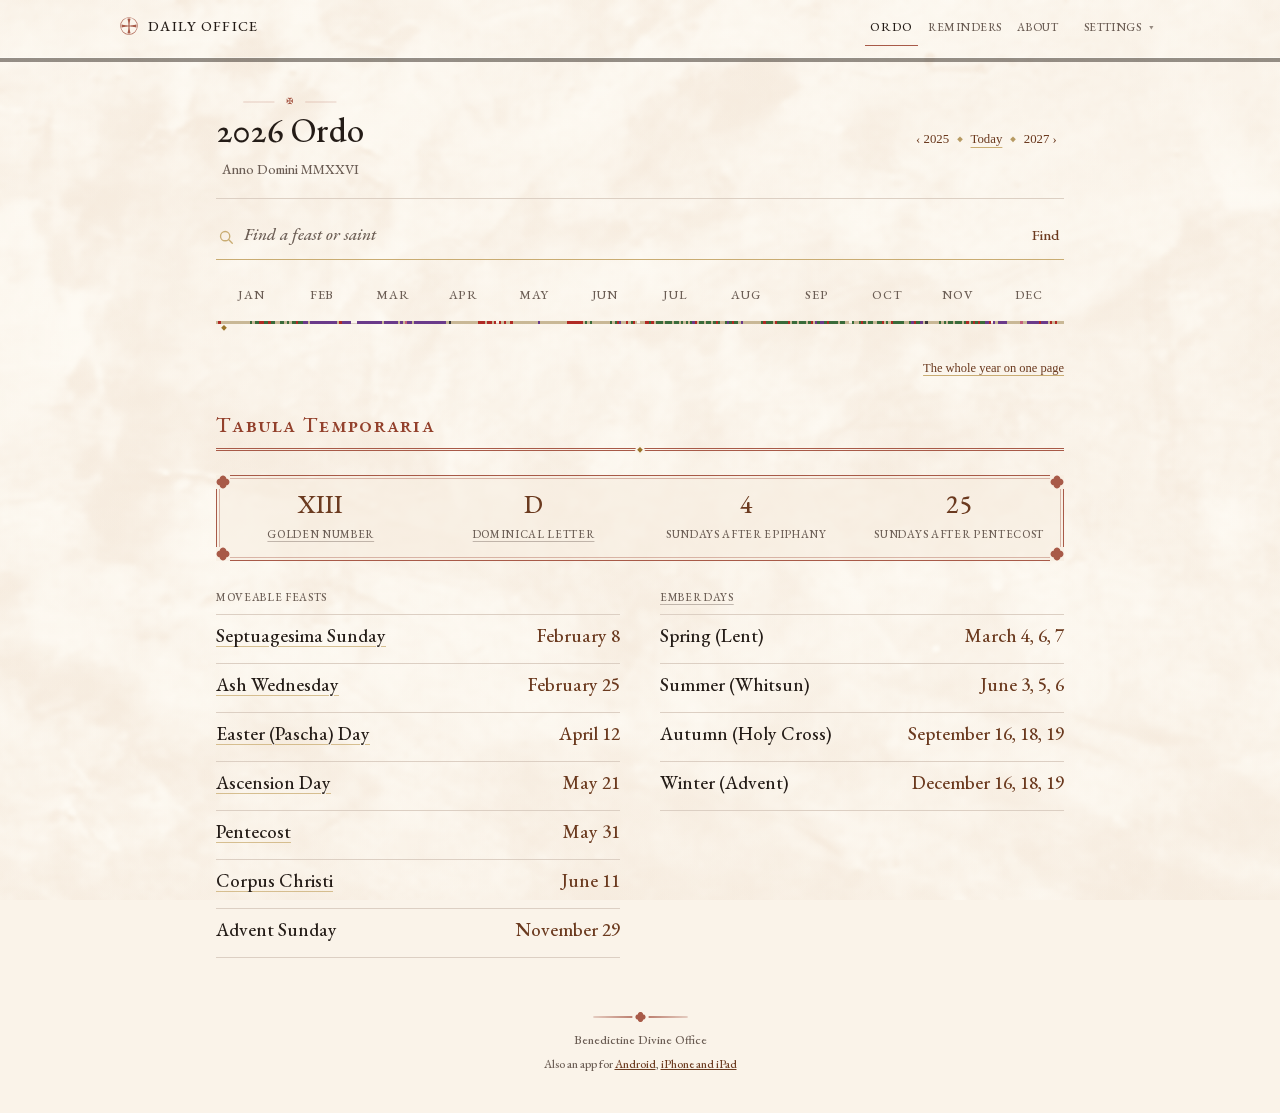 DAILY OFFICE
ORDO REMINDERS ABOUT SETTINGS ▾
2026 Ordo
‹ 2025 ◆ Today ◆ 2027 ›
Anno Domini MMXXVI
Find a feast or saint Find
JAN FEB MAR APR MAY JUN JUL AUG SEP OCT NOV DEC
The whole year on one page
Tabula Temporaria
XIII D 4 25
GOLDEN NUMBER DOMINICAL LETTER SUNDAYS AFTER EPIPHANY SUNDAYS AFTER PENTECOST
MOVEABLE FEASTS
Septuagesima Sunday February 8
Ash Wednesday February 25
Easter (Pascha) Day April 12
Ascension Day May 21
Pentecost May 31
Corpus Christi June 11
Advent Sunday November 29
EMBER DAYS
Spring (Lent) March 4, 6, 7
Summer (Whitsun) June 3, 5, 6
Autumn (Holy Cross) September 16, 18, 19
Winter (Advent) December 16, 18, 19
Benedictine Divine Office
Also an app for Android, iPhone and iPad